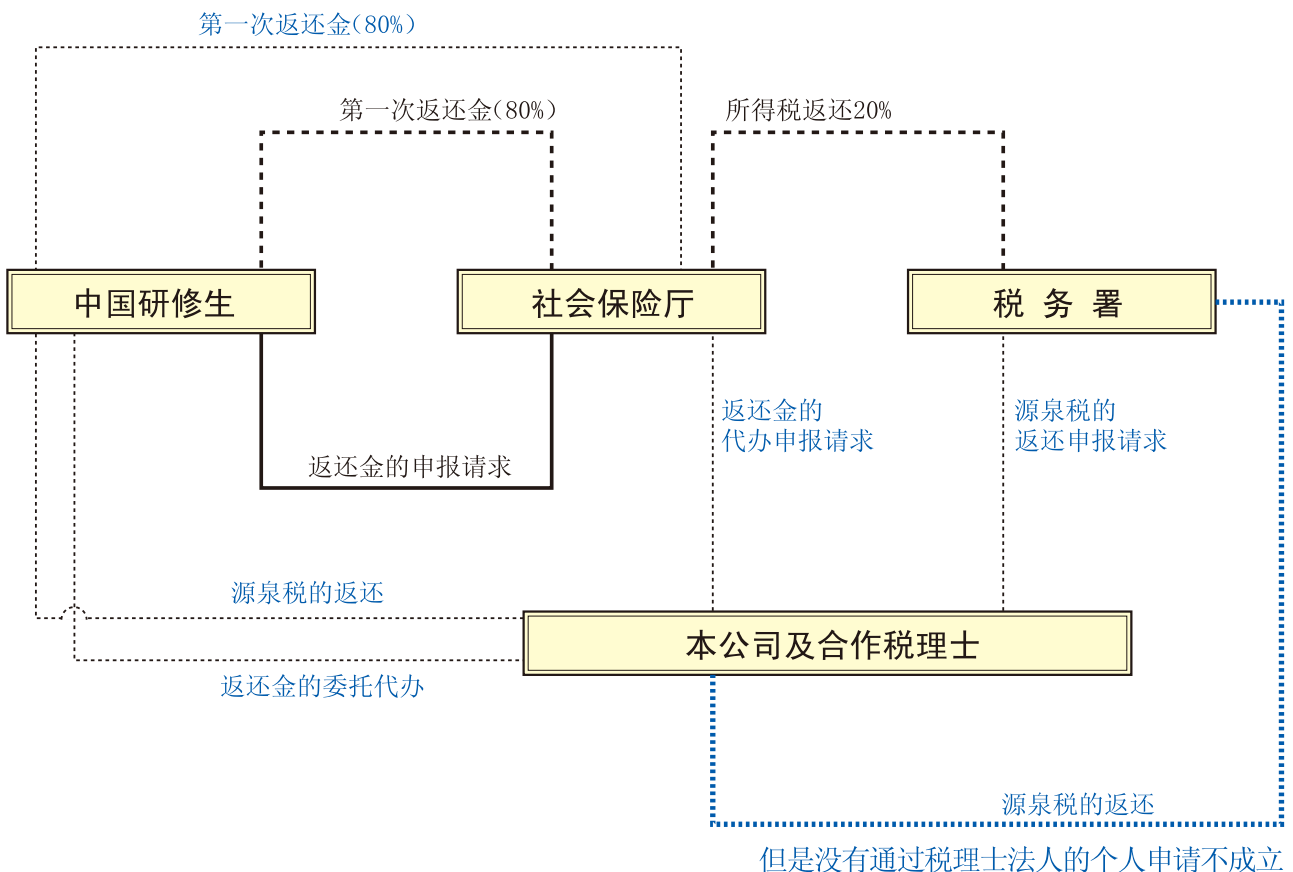 第一次返还金(80%)
第一次返还金(80%)
所得税返还20%
中国研修生
社会保险厅
税务署
返还金的
代办申报请求
源泉税的
返还申报请求
返还金的申报请求
源泉税的返还
本公司及合作税理士
返还金的委托代办
源泉税的返还
但是没有通过税理士法人的个人申请不成立